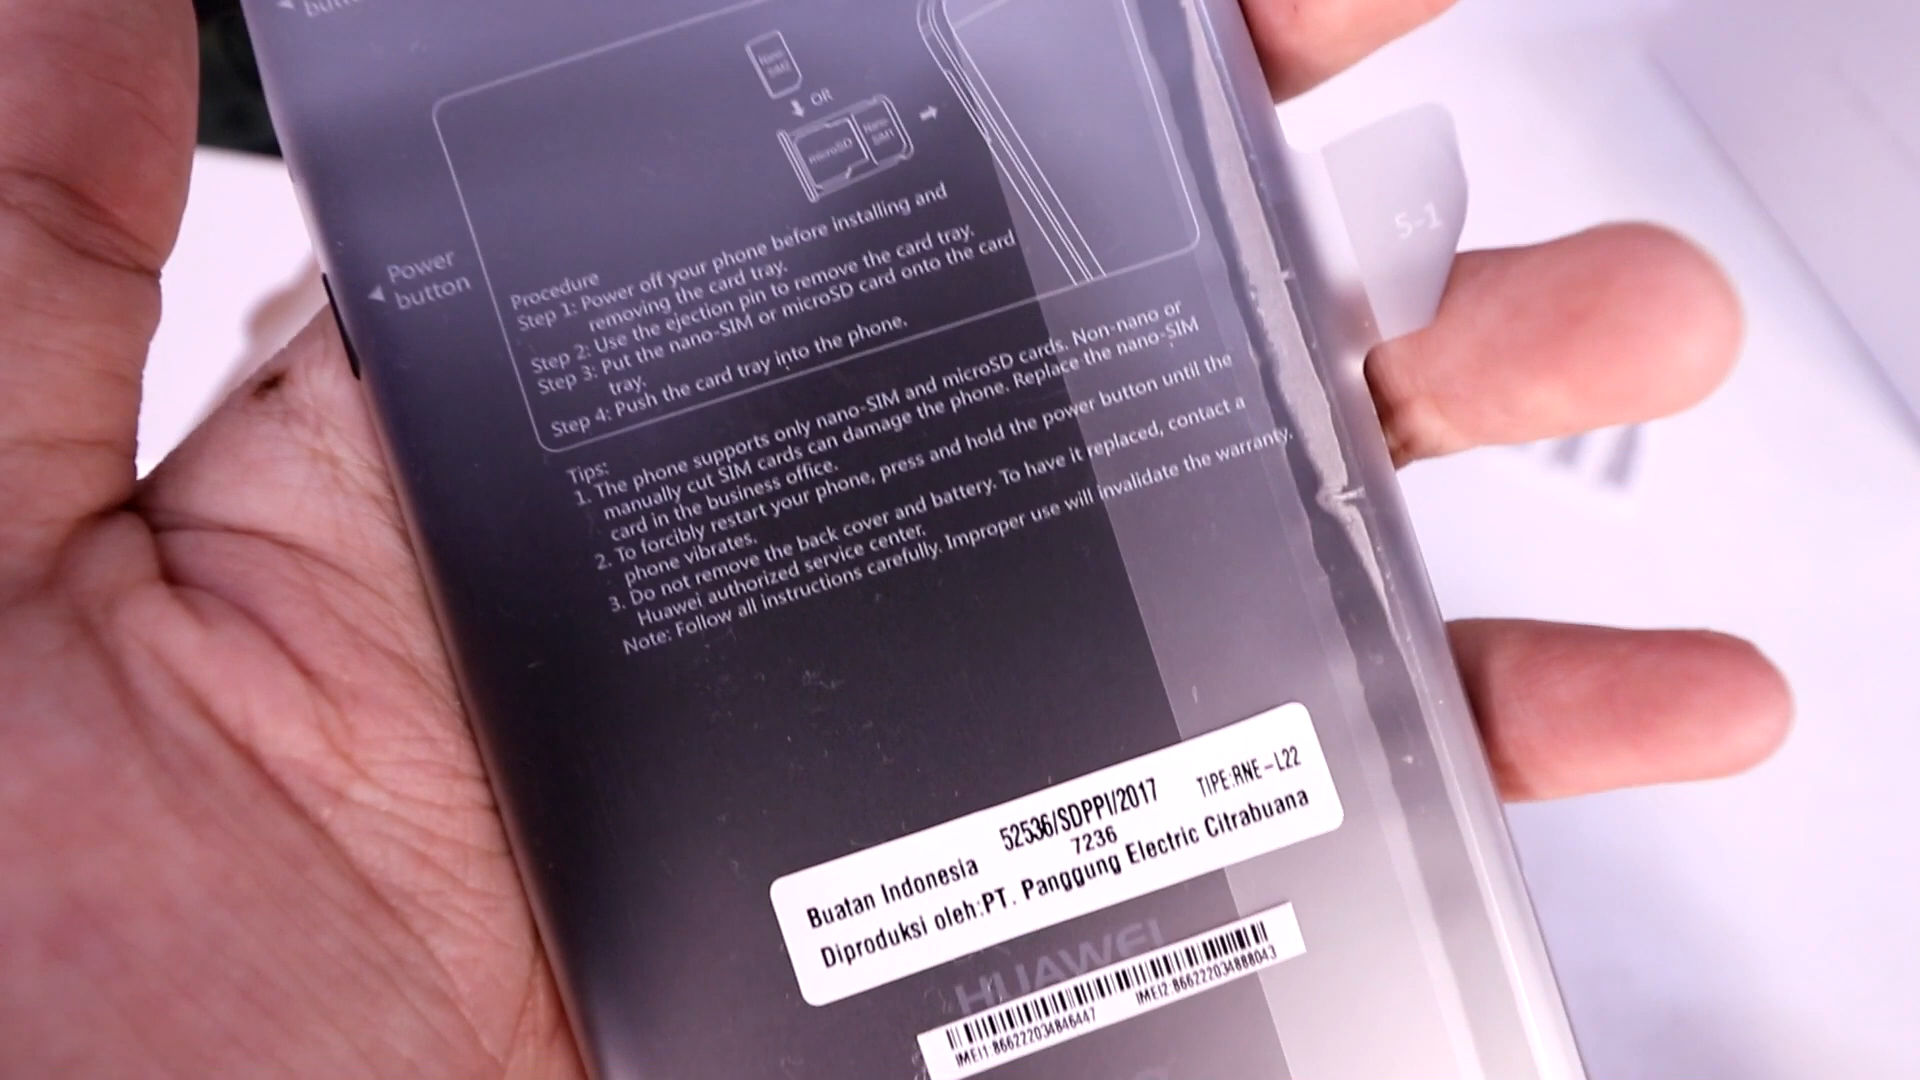 Nano
SIM2
OR
microSD
Nano
SIM1
5-1
Power
button
Procedure
Step 1: Power off your phone before installing and
removing the card tray.
Step 2: Use the ejection pin to remove the card tray.
Step 3: Put the nano-SIM or microSD card onto the card
tray.
Step 4: Push the card tray into the phone.
Tips:
1. The phone supports only nano-SIM and microSD cards. Non-nano or
manually cut SIM cards can damage the phone. Replace the nano-SIM
card in the business office.
2. To forcibly restart your phone, press and hold the power button until the
phone vibrates.
3. Do not remove the back cover and battery. To have it replaced, contact a
Huawei authorized service center.
Note: Follow all instructions carefully. Improper use will invalidate the warranty.
52536/SDPPI/2017 TIPE:RNE-L22
Buatan Indonesia 7236
Diproduksi oleh:PT. Panggung Electric Citrabuana
HUAWEI
IMEI1:866222034846447 IMEI2:866222034888043